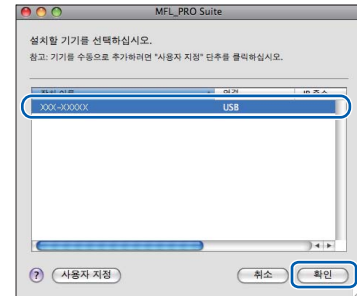 MFL_PRO Suite
설치할 기기를 선택하십시오.
참고: 기기를 수동으로 추가하려면 "사용자 지정" 단추를 클릭하십시오.
XXX-XXXXX USB
? 사용자 지정 취소 확인